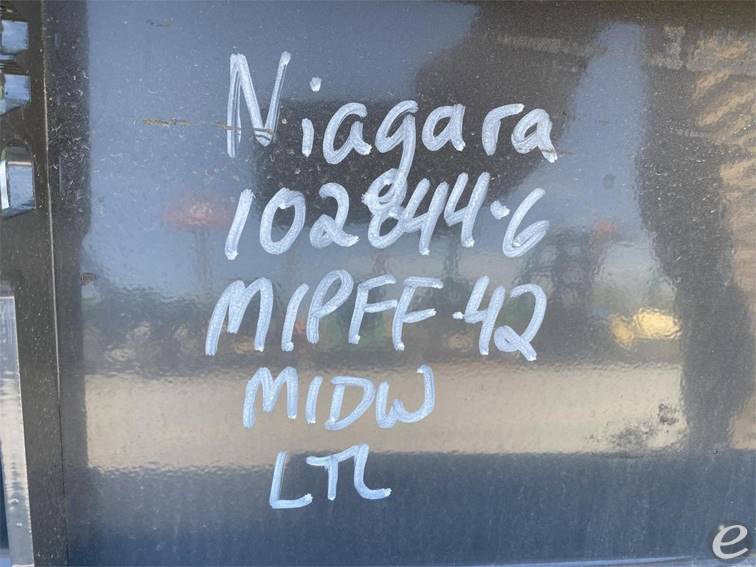 Niagara
102844-6
MIPFF-42
MIDW
LTL
e